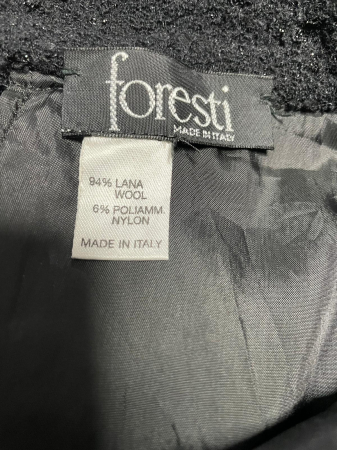 foresti
MADE IN ITALY
94% LANA
WOOL
6% POLIAMM.
NYLON
MADE IN ITALY